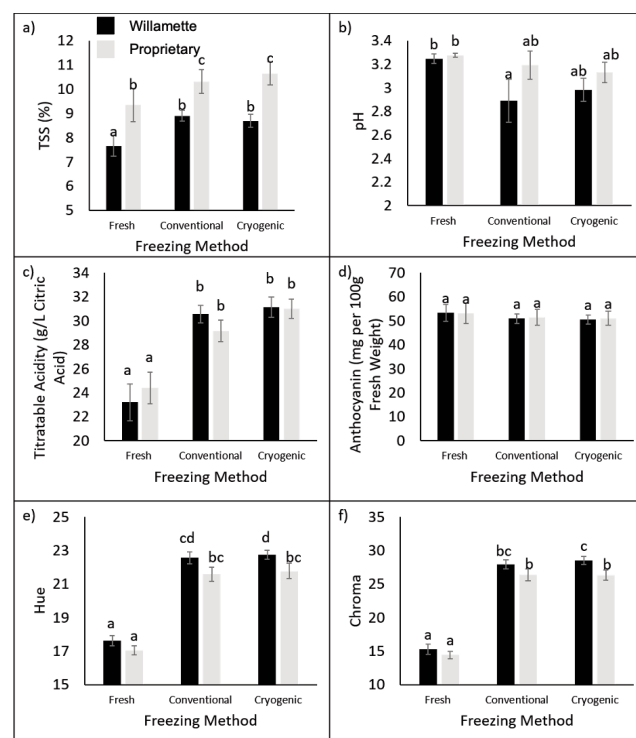 a)
Willamette
Proprietary
TSS (%)
12
11
10
9
8
7
6
5
a
b
b
c
b
c
Fresh
Conventional
Cryogenic
Freezing Method
b)
pH
3.4
3.2
3
2.8
2.6
2.4
2.2
2
b
b
a
ab
ab
ab
Fresh
Conventional
Cryogenic
Freezing Method
c)
Titratable Acidity (g/L Citric
Acid)
34
32
30
28
26
24
22
20
a
a
b
b
b
b
Fresh
Conventional
Cryogenic
Freezing Method
d)
Anthocyanin (mg per 100g
Fresh Weight)
70
60
50
40
30
20
10
0
a
a
a
a
a
a
Fresh
Conventional
Cryogenic
Freezing Method
e)
Hue
25
23
21
19
17
15
a
a
cd
bc
d
bc
Fresh
Conventional
Cryogenic
Freezing Method
f)
Chroma
35
30
25
20
15
10
a
a
bc
b
c
b
Fresh
Conventional
Cryogenic
Freezing Method